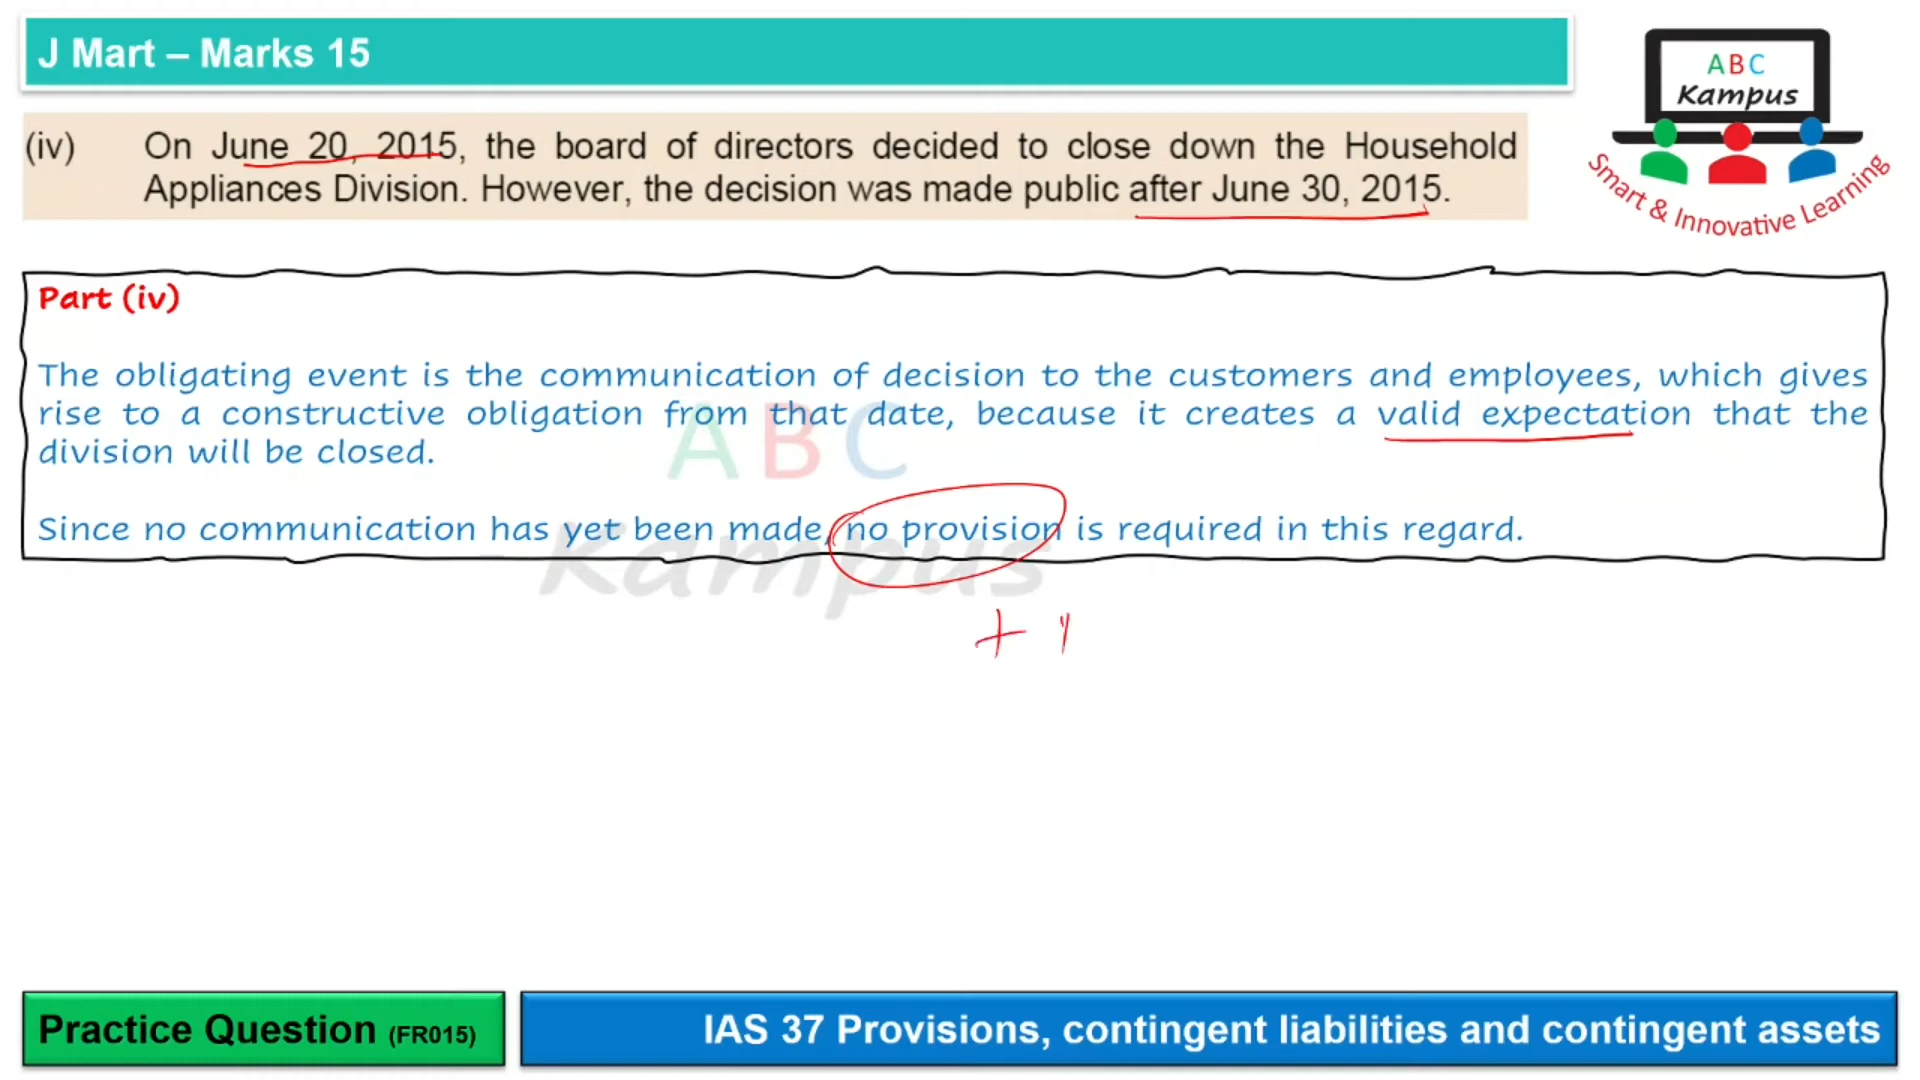 J Mart – Marks 15
ABC
Kampus
Smart & Innovative Learning
(iv) On June 20, 2015, the board of directors decided to close down the Household
Appliances Division. However, the decision was made public after June 30, 2015.
Part (iv)
The obligating event is the communication of decision to the customers and employees, which gives
rise to a constructive obligation from that date, because it creates a valid expectation that the
division will be closed.
ABC
Since no communication has yet been made, no provision is required in this regard.
Kampus
+
Practice Question (FR015)
IAS 37 Provisions, contingent liabilities and contingent assets